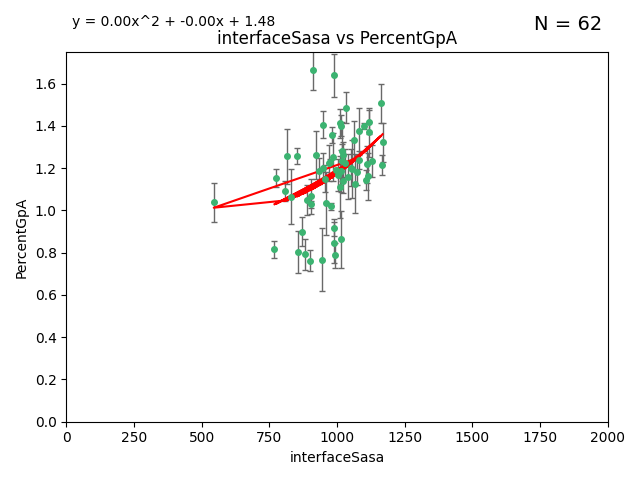 y = 0.00x^2 + -0.00x + 1.48
N = 62
interfaceSasa vs PercentGpA
PercentGpA
1.6
1.4
1.2
1.0
0.8
0.6
0.4
0.2
0.0
0 250 500 750 1000 1250 1500 1750 2000
interfaceSasa